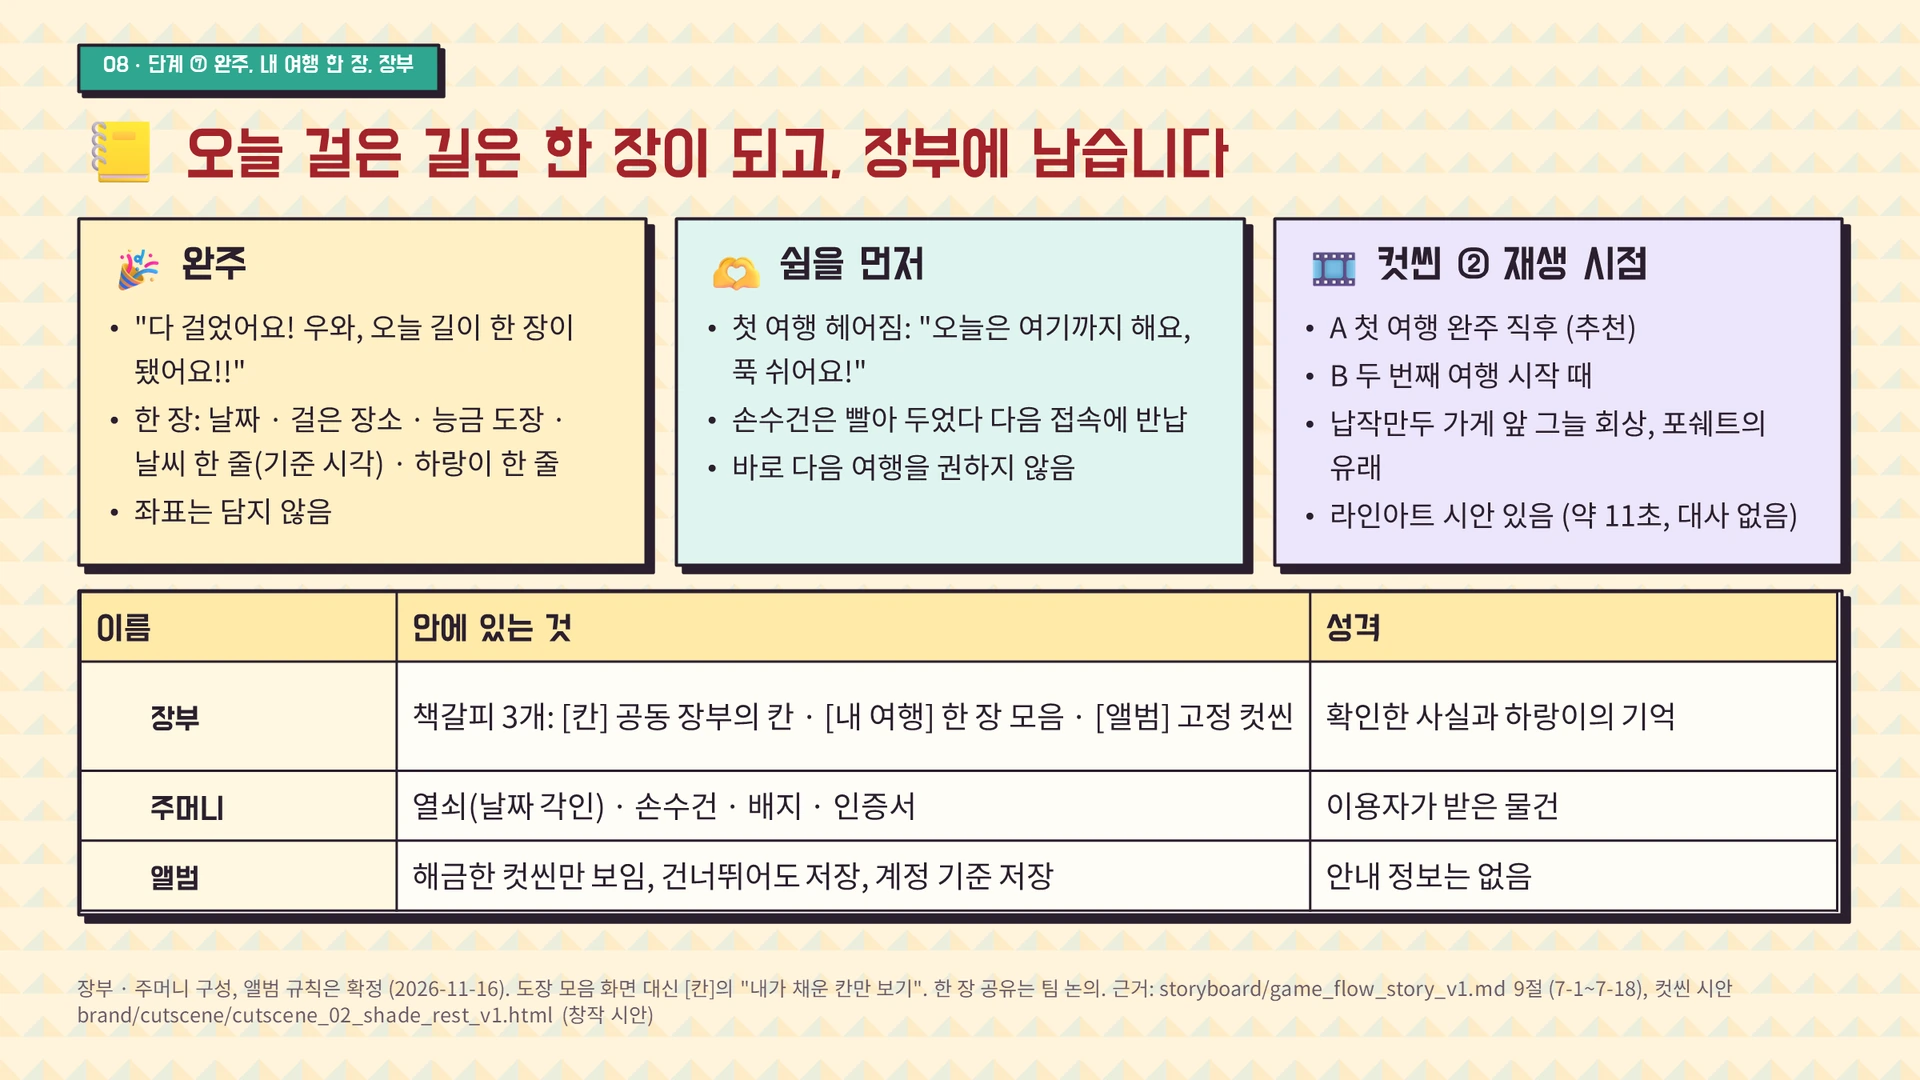 08 · 단계 ⑦ 완주, 내 여행 한 장, 장부
오늘 걸은 길은 한 장이 되고, 장부에 남습니다
완주
• "다 걸었어요! 우와, 오늘 길이 한 장이
됐어요!!"
• 한 장: 날짜 · 걸은 장소 · 능금 도장 ·
날씨 한 줄(기준 시각) · 하랑이 한 줄
• 좌표는 담지 않음
쉼을 먼저
• 첫 여행 헤어짐: "오늘은 여기까지 해요,
푹 쉬어요!"
• 손수건은 빨아 두었다 다음 접속에 반납
• 바로 다음 여행을 권하지 않음
컷씬 ② 재생 시점
• A 첫 여행 완주 직후 (추천)
• B 두 번째 여행 시작 때
• 납작만두 가게 앞 그늘 회상, 포쉐트의
유래
• 라인아트 시안 있음 (약 11초, 대사 없음)
이름 안에 있는 것 성격
장부 책갈피 3개: [칸] 공동 장부의 칸 · [내 여행] 한 장 모음 · [앨범] 고정 컷씬 확인한 사실과 하랑이의 기억
주머니 열쇠(날짜 각인) · 손수건 · 배지 · 인증서 이용자가 받은 물건
앨범 해금한 컷씬만 보임, 건너뛰어도 저장, 계정 기준 저장 안내 정보는 없음
장부 · 주머니 구성, 앨범 규칙은 확정 (2026-11-16). 도장 모음 화면 대신 [칸]의 "내가 채운 칸만 보기". 한 장 공유는 팀 논의. 근거: storyboard/game_flow_story_v1.md 9절 (7-1~7-18), 컷씬 시안
brand/cutscene/cutscene_02_shade_rest_v1.html (창작 시안)